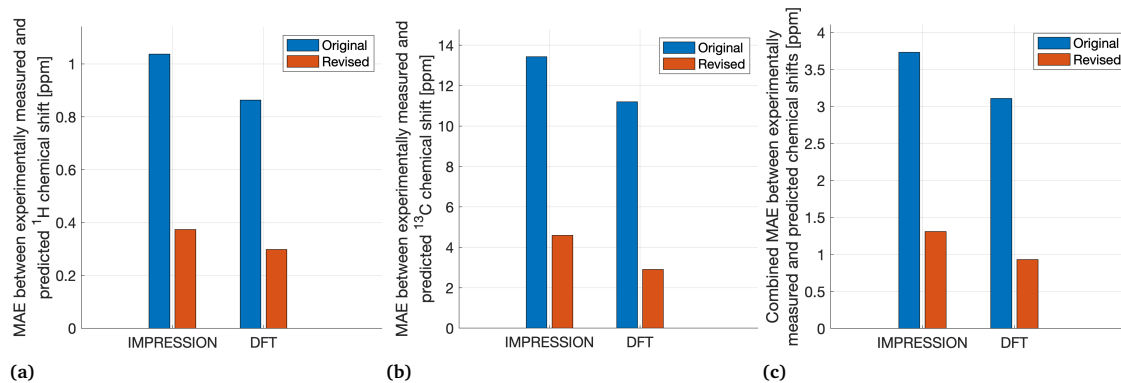 MAE between experimentally measured and
predicted ¹H chemical shift [ppm]
1
0.8
0.6
0.4
0.2
0
Original
Revised
IMPRESSION DFT
(a)
MAE between experimentally measured and
predicted ¹³C chemical shift [ppm]
14
12
10
8
6
4
2
0
Original
Revised
IMPRESSION DFT
(b)
Combined MAE between experimentally
measured and predicted chemical shifts [ppm]
4
3.5
3
2.5
2
1.5
1
0.5
0
Original
Revised
IMPRESSION DFT
(c)